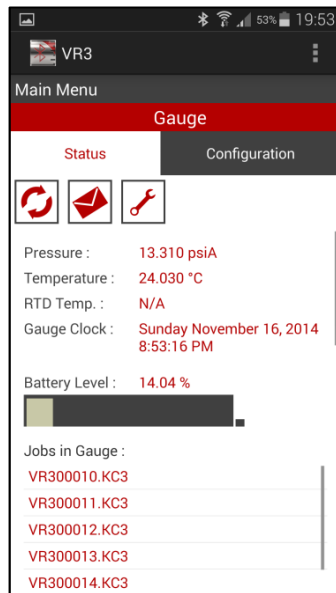 53% 19:53
VR3
Main Menu
Gauge
Status Configuration
Pressure : 13.310 psiA
Temperature : 24.030 °C
RTD Temp. : N/A
Gauge Clock : Sunday November 16, 2014
8:53:16 PM
Battery Level : 14.04 %
Jobs in Gauge :
VR300010.KC3
VR300011.KC3
VR300012.KC3
VR300013.KC3
VR300014.KC3